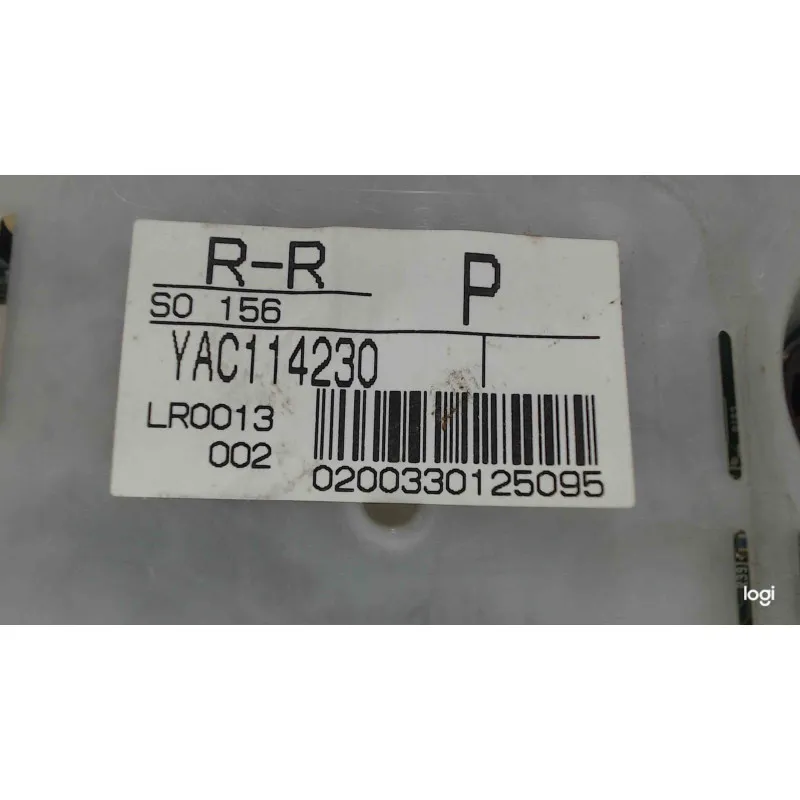 R-R
P
SO 156
YAC114230
LR0013
002
0200330125095
logi